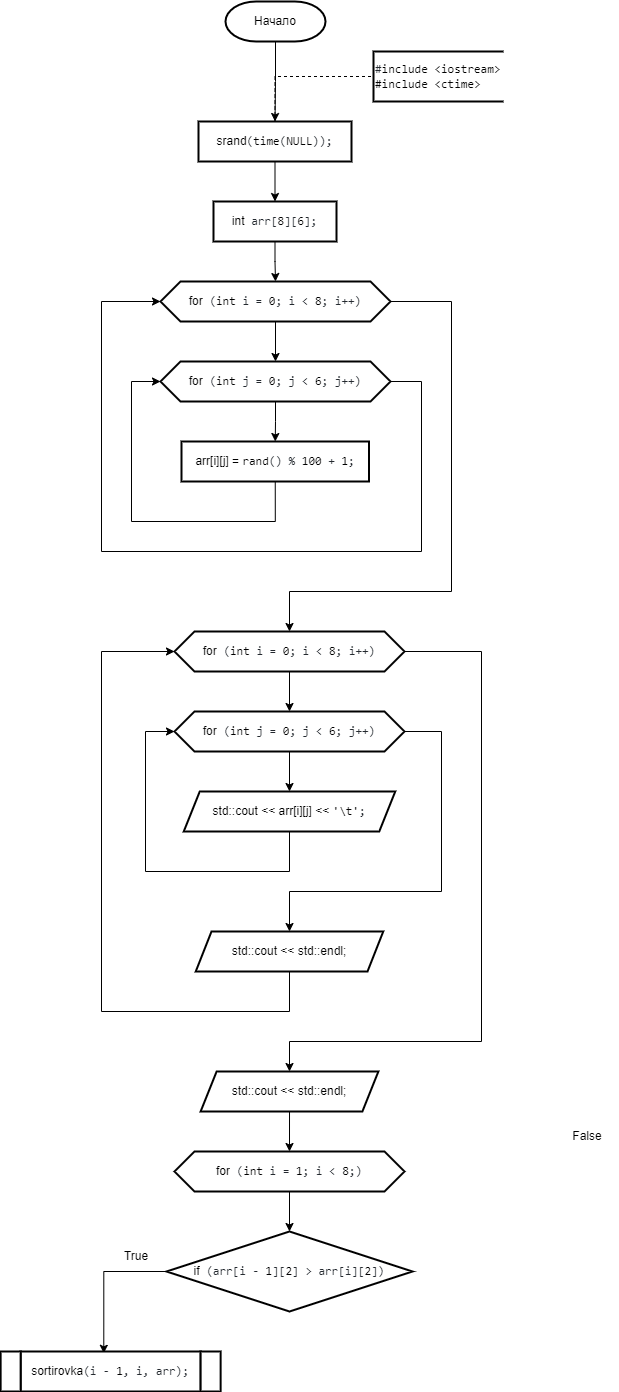 Начало
#include <iostream>
#include <ctime>
srand(time(NULL));
int arr[8][6];
for (int i = 0; i < 8; i++)
for (int j = 0; j < 6; j++)
arr[i][j] = rand() % 100 + 1;
for (int i = 0; i < 8; i++)
for (int j = 0; j < 6; j++)
std::cout << arr[i][j] << '\t';
std::cout << std::endl;
std::cout << std::endl;
False
for (int i = 1; i < 8;)
True
if (arr[i - 1][2] > arr[i][2])
sortirovka(i - 1, i, arr);